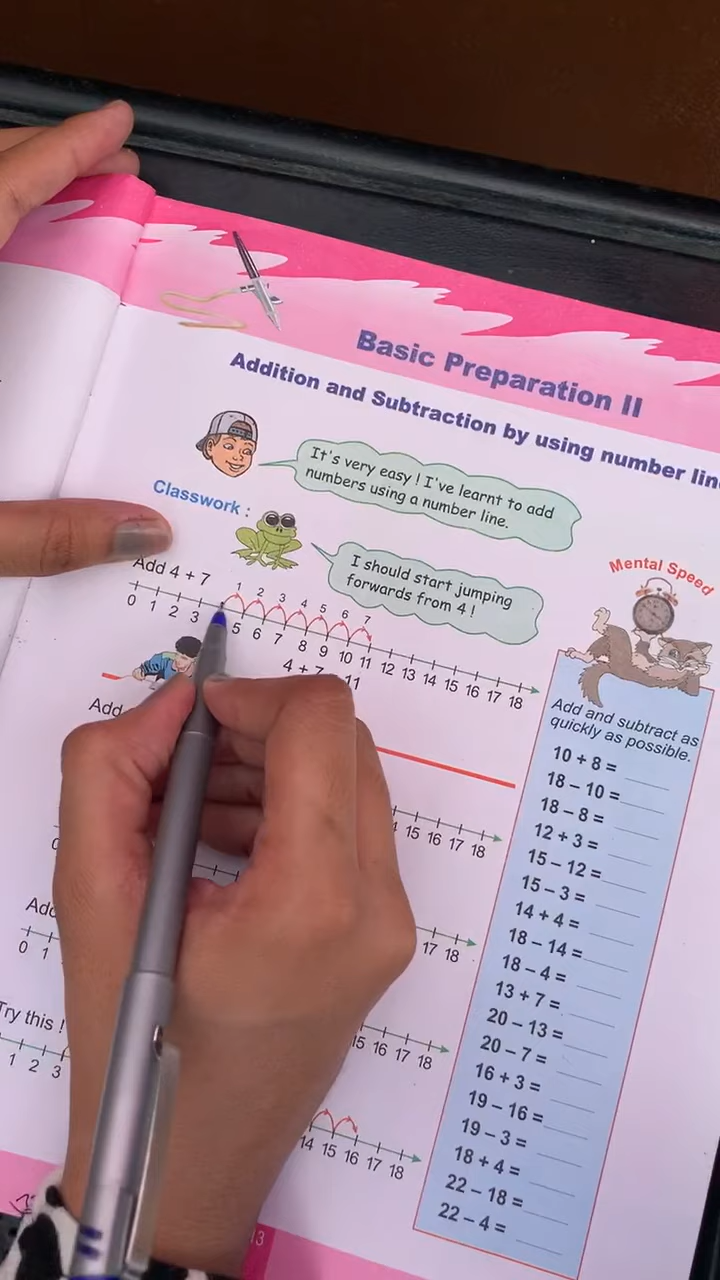 Basic Preparation II
Addition and Subtraction by using number
It's very easy! I've learnt to add
numbers using a number line.
Classwork :
I should start jumping
forwards from 4!
Add 4 + 7
1 2 3 4 5 6 7
0 1 2 3 5 6 7 8 9 10 11 12 13 14 15 16 17 18
4 + 7 11
Mental Speed
Add and subtract as
quickly as possible.
10 + 8 =
18 – 10 =
18 – 8 =
12 + 3 =
15 – 12 =
15 – 3 =
14 + 4 =
18 – 14 =
18 – 4 =
13 + 7 =
20 – 13 =
20 – 7 =
16 + 3 =
19 – 16 =
19 – 3 =
18 + 4 =
22 – 18 =
22 – 4 =
Add
15 16 17 18
Add
0 1
17 18
Try this !
1 2 3
15 16 17 18
14 15 16 17 18
13